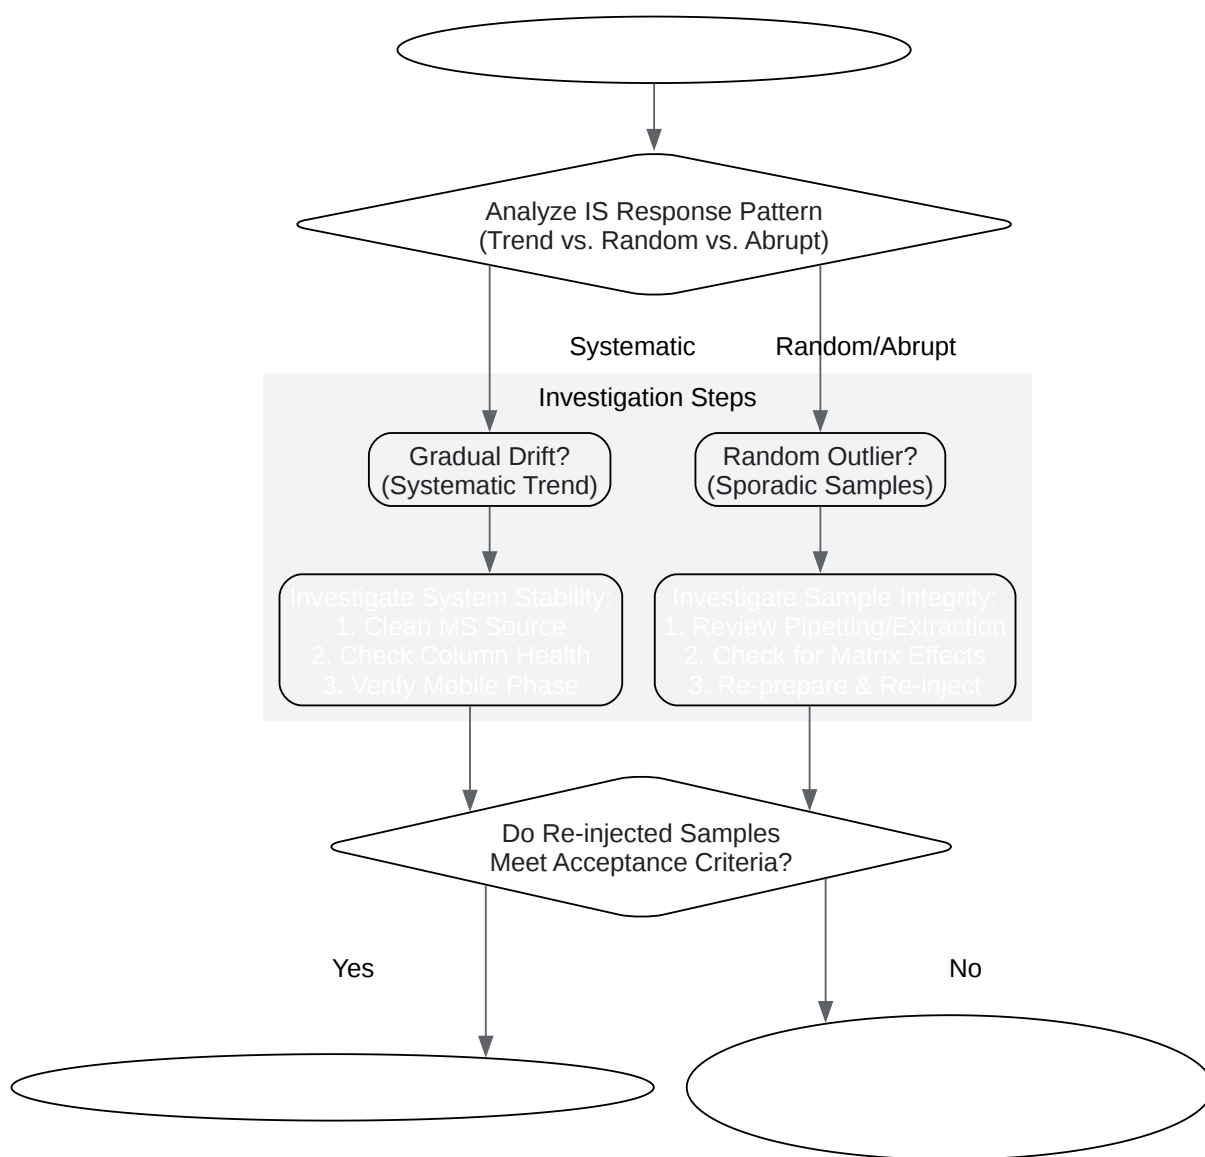 Analyze IS Response Pattern
(Trend vs. Random vs. Abrupt)
Systematic
Random/Abrupt
Investigation Steps
Gradual Drift?
(Systematic Trend)
Random Outlier?
(Sporadic Samples)
Investigate System Stability:
1. Clean MS Source
2. Check Column Health
3. Verify Mobile Phase
Investigate Sample Integrity:
1. Review Pipetting/Extraction
2. Check for Matrix Effects
3. Re-prepare & Re-inject
Do Re-injected Samples
Meet Acceptance Criteria?
Yes
No